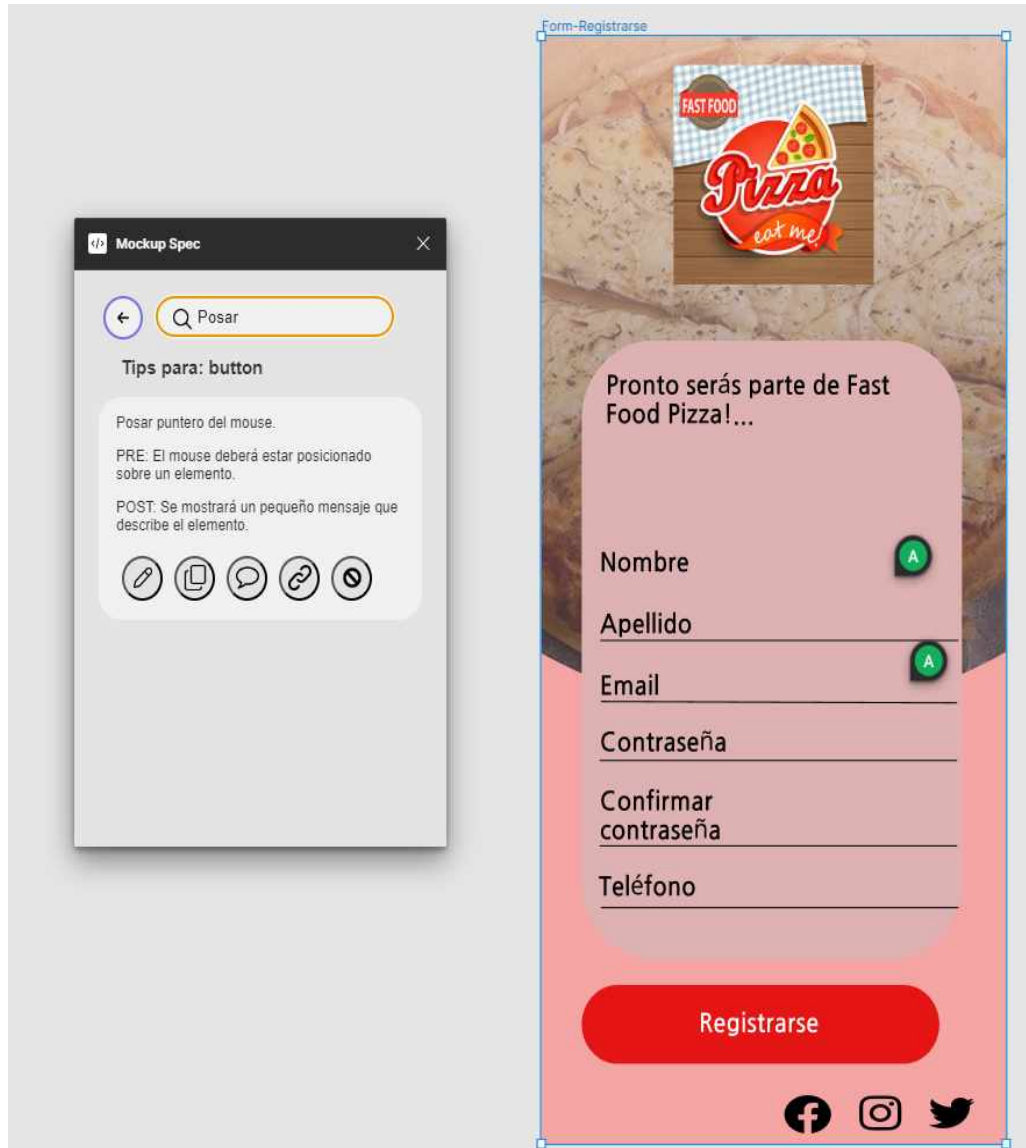 Form-Registrarse
FAST FOOD
Pizza
eat me!
Mockup Spec
Posar
Tips para: button
Posar puntero del mouse.
PRE: El mouse deberá estar posicionado
sobre un elemento.
POST: Se mostrará un pequeño mensaje que
describe el elemento.
Pronto serás parte de Fast
Food Pizza!...
Nombre
A
Apellido
A
Email
Contraseña
Confirmar
contraseña
Teléfono
Registrarse